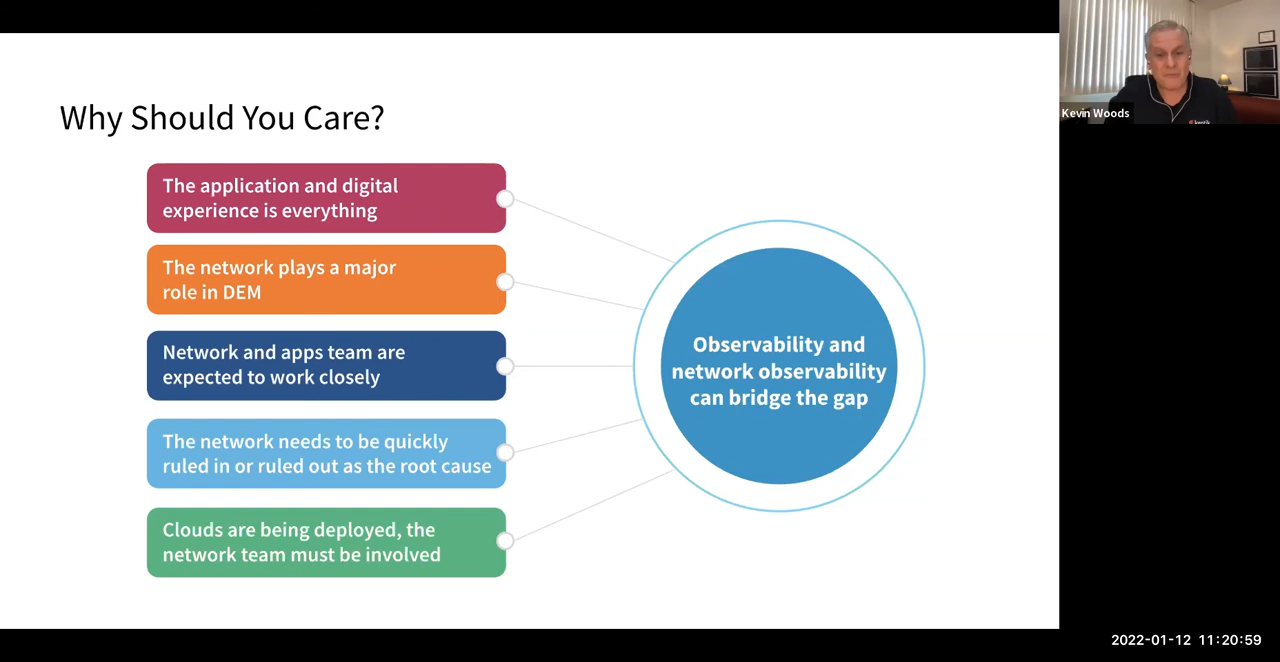 Why Should You Care?
The application and digital
experience is everything
The network plays a major
role in DEM
Network and apps team are
expected to work closely
The network needs to be quickly
ruled in or ruled out as the root cause
Clouds are being deployed, the
network team must be involved
Observability and
network observability
can bridge the gap
Kevin Woods
2022-01-12 11:20:59